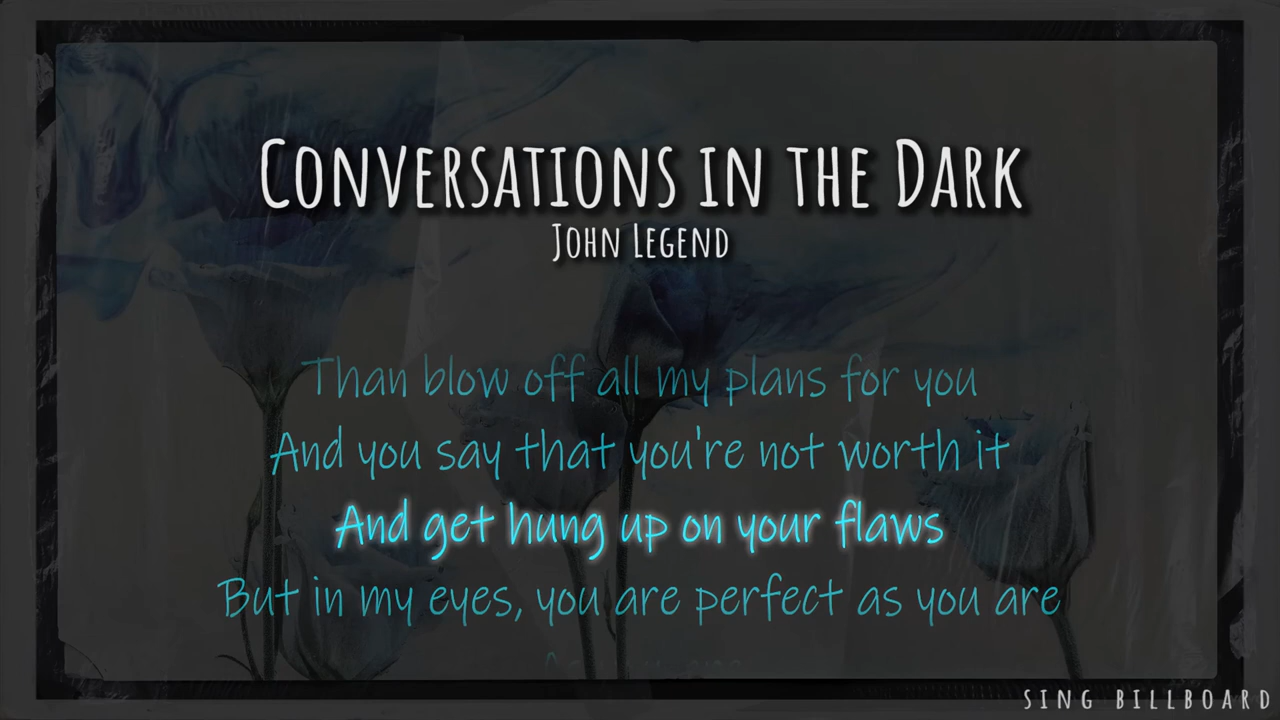 Conversations in the Dark
John Legend
Than blow off all my plans for you
And you say that you're not worth it
And get hung up on your flaws
But in my eyes, you are perfect as you are
SING BILLBOARD